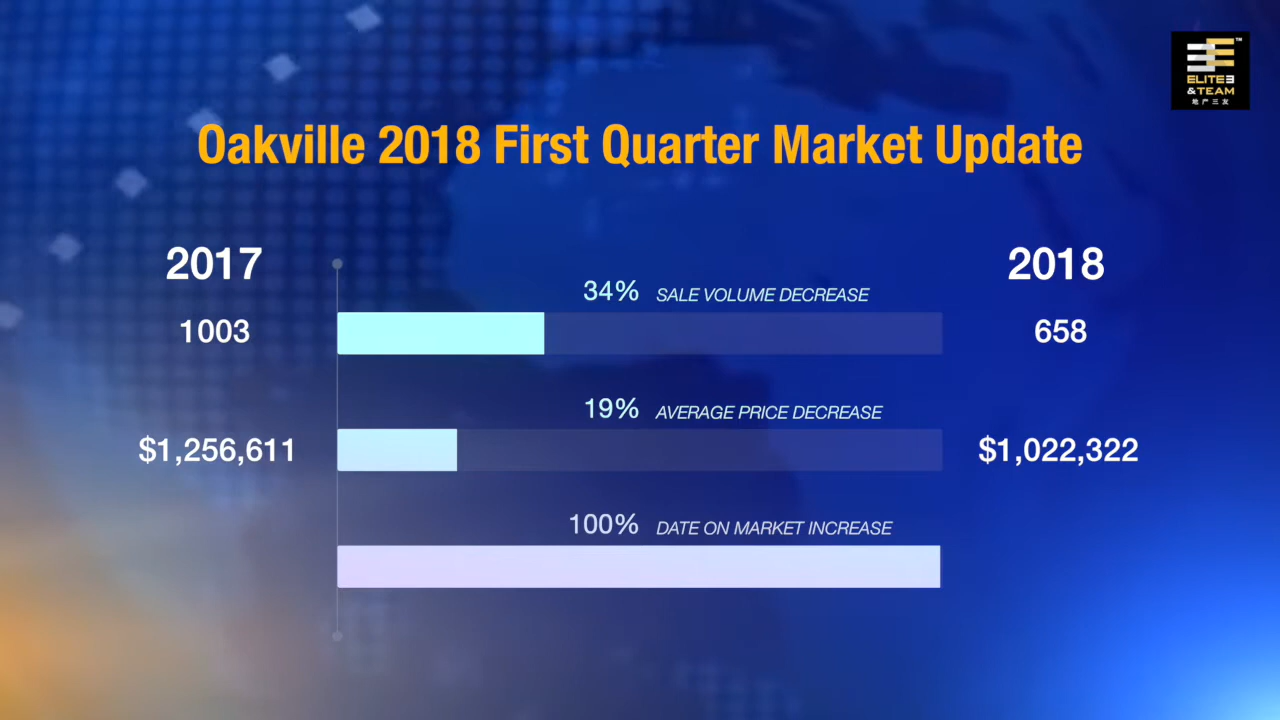 ELITE3
&TEAM
地产三友
Oakville 2018 First Quarter Market Update
2017
2018
34% SALE VOLUME DECREASE
1003
658
19% AVERAGE PRICE DECREASE
$1,256,611
$1,022,322
100% DATE ON MARKET INCREASE